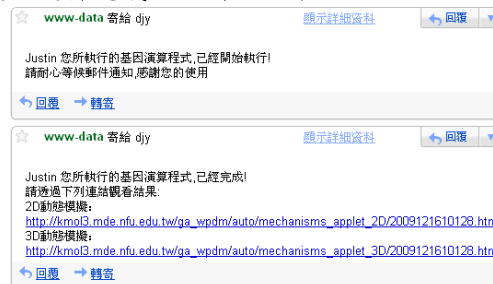 www-data 寄給 djy 顯示詳細資料 回覆
Justin 您所執行的基因演算程式,已經開始執行!
請耐心等候郵件通知,感謝您的使用
回覆 轉寄
www-data 寄給 djy 顯示詳細資料 回覆
Justin 您所執行的基因演算程式,已經完成!
請透過下列連結觀看結果:
2D動態模擬:
http://kmol3.mde.nfu.edu.tw/ga_wpdm/auto/mechanisms_applet_2D/2009121610128.htm
3D動態模擬:
http://kmol3.mde.nfu.edu.tw/ga_wpdm/auto/mechanisms_applet_3D/2009121610128.htm
回覆 轉寄